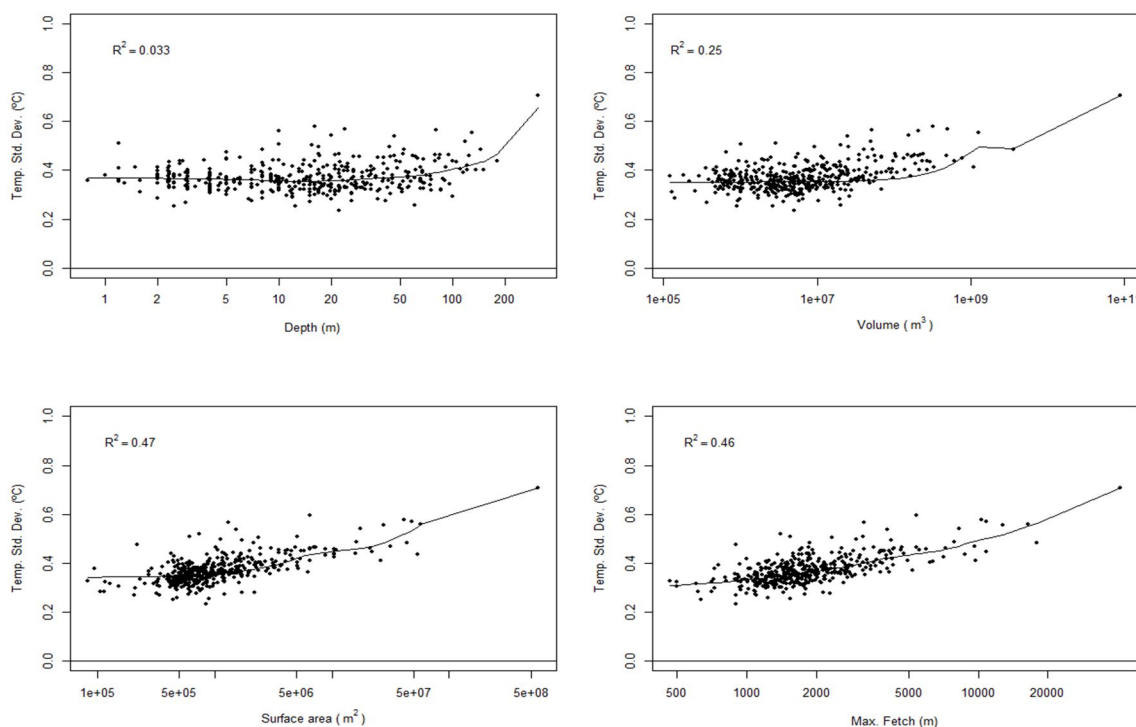 R² = 0.033
Temp. Std. Dev. (ºC)
0.0 0.2 0.4 0.6 0.8 1.0
1 2 5 10 20 50 100 200
Depth (m)
R² = 0.25
Temp. Std. Dev. (ºC)
0.0 0.2 0.4 0.6 0.8 1.0
1e+05 1e+07 1e+09 1e+11
Volume ( m³ )
R² = 0.47
Temp. Std. Dev. (ºC)
0.0 0.2 0.4 0.6 0.8 1.0
1e+05 5e+05 5e+06 5e+07 5e+08
Surface area ( m² )
R² = 0.46
Temp. Std. Dev. (ºC)
0.0 0.2 0.4 0.6 0.8 1.0
500 1000 2000 5000 10000 20000
Max. Fetch (m)